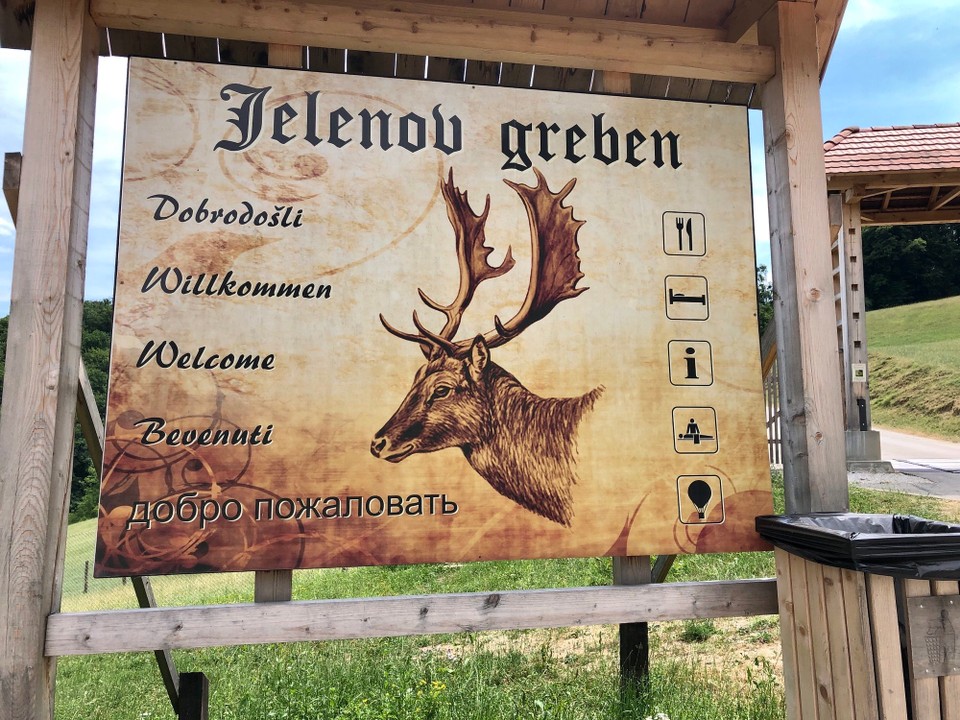 Jelenov greben
Dobrodošli
Willkommen
Welcome
Bevenuti
добро пожаловать
i